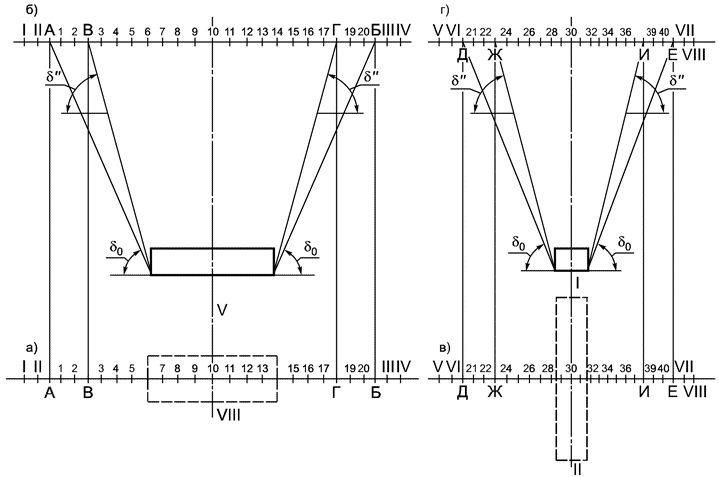 б)
I II А 1 2 В 3 4 5 6 7 8 9 10 11 12 13 14 15 16 17 Г 19 20 Б III IV
δ″ δ″
δ0 δ0
V
а)
I II 1 2 3 4 5 7 8 9 10 11 12 13 15 16 17 19 20 III IV
А В Г Б
VIII
г)
V VI 21 22 24 26 28 30 32 34 36 39 40 VII
Д Ж И Е VIII
δ″ δ″
δ0 δ0
I
в)
V VI 21 22 24 26 28 30 32 34 36 39 40 VII
Д Ж И Е VIII
II